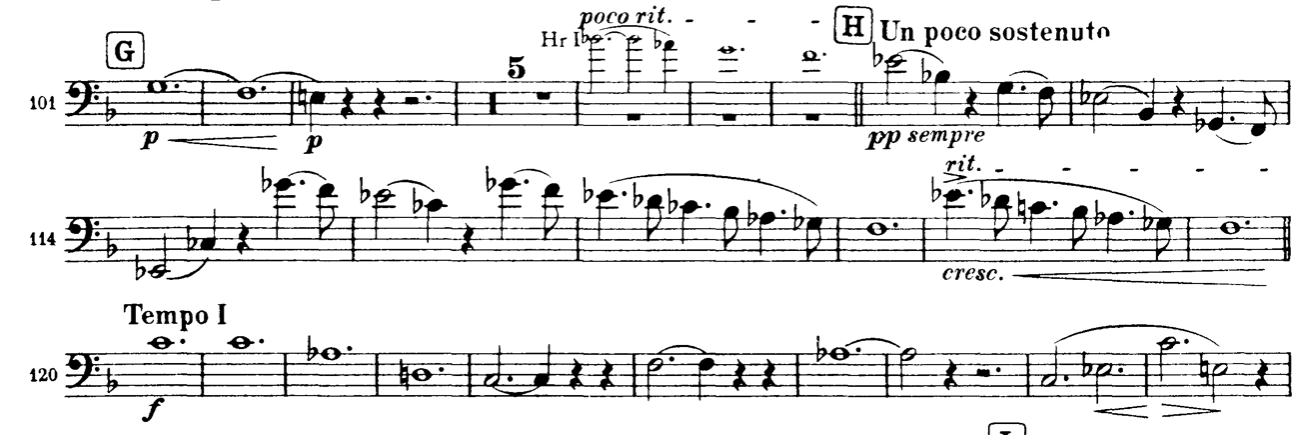 poco rit. - - -
G Hr I H Un poco sostenuto
5
101
p p pp sempre
rit. - - - - -
114
cresc.
Tempo I
120
f